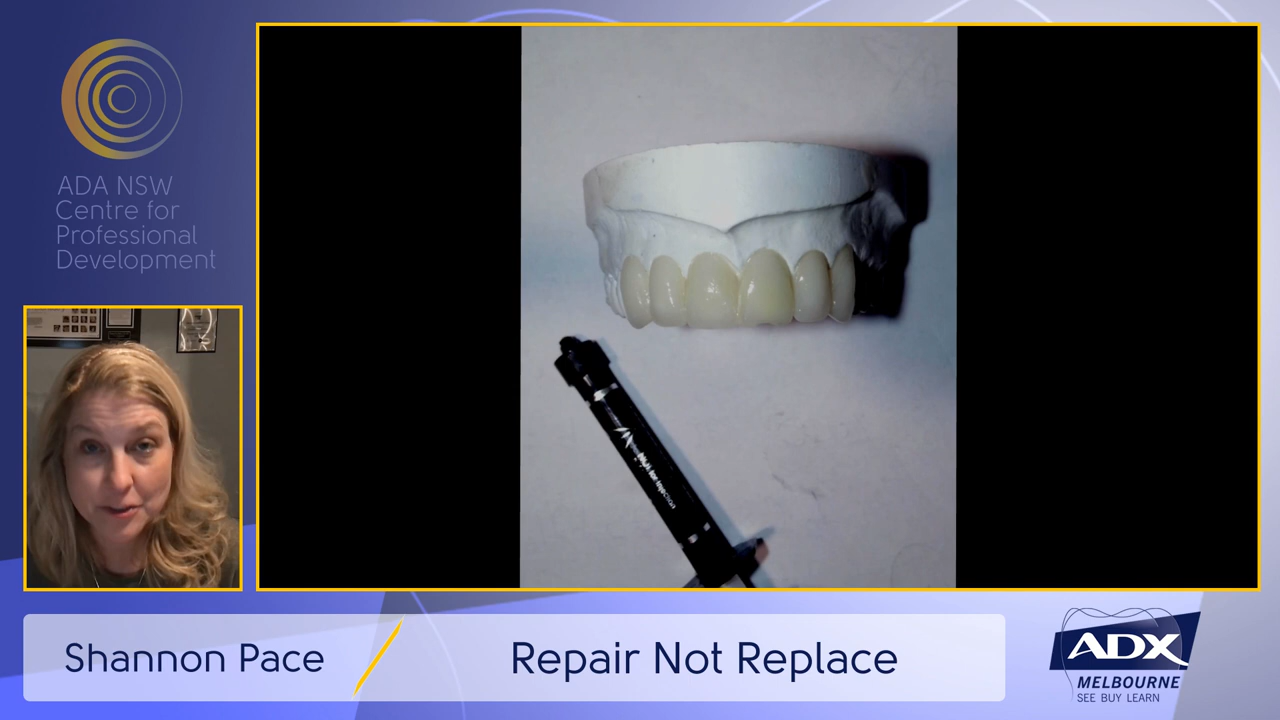 ADA NSW
Centre for
Professional
Development
Shannon Pace
Repair Not Replace
ADX
MELBOURNE
SEE BUY LEARN